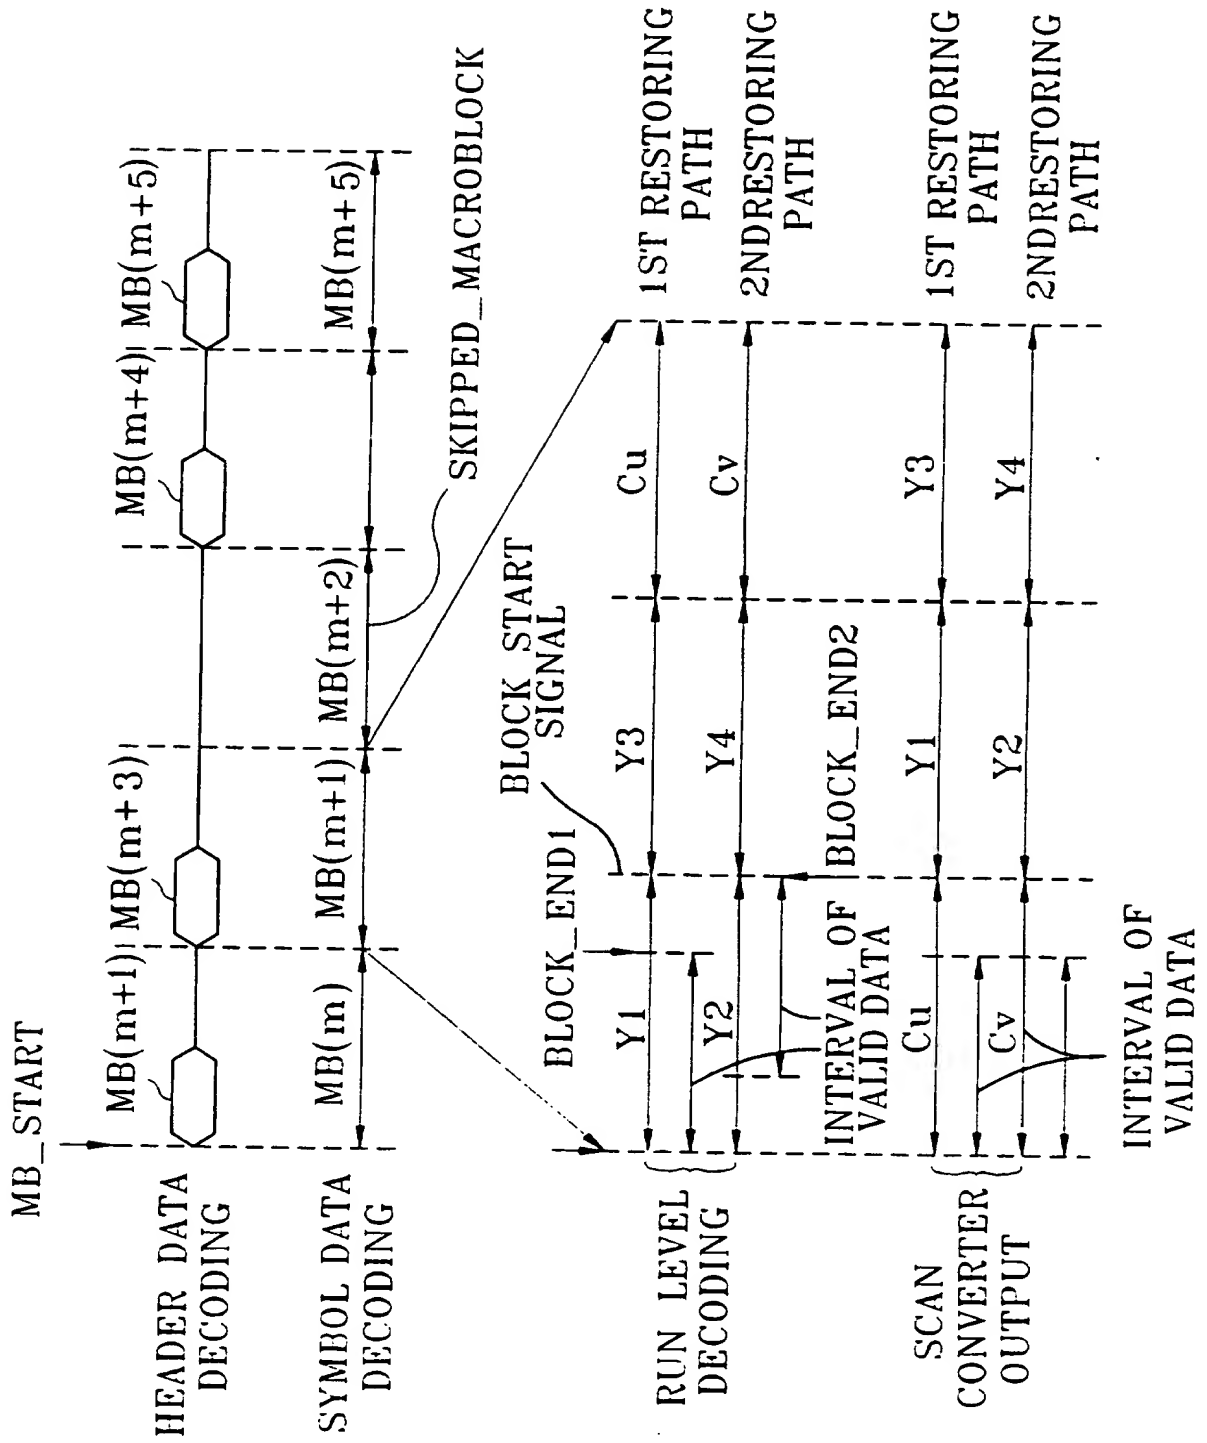 MB_START
HEADER DATA
DECODING
MB(m+1)
MB(m+3)
MB(m+4)
MB(m+5)
SYMBOL DATA
DECODING
MB(m)
MB(m+1)
MB(m+2)
MB(m+5)
SKIPPED_MACROBLOCK
BLOCK START
SIGNAL
BLOCK_END1
RUN LEVEL
DECODING
Y1
Y3
Cu
1ST RESTORING
PATH
Y2
Y4
Cv
2NDRESTORING
PATH
INTERVAL OF
VALID DATA
BLOCK_END2
SCAN
CONVERTER
OUTPUT
Cu
Y1
Y3
1ST RESTORING
PATH
Cv
Y2
Y4
2NDRESTORING
PATH
INTERVAL OF
VALID DATA